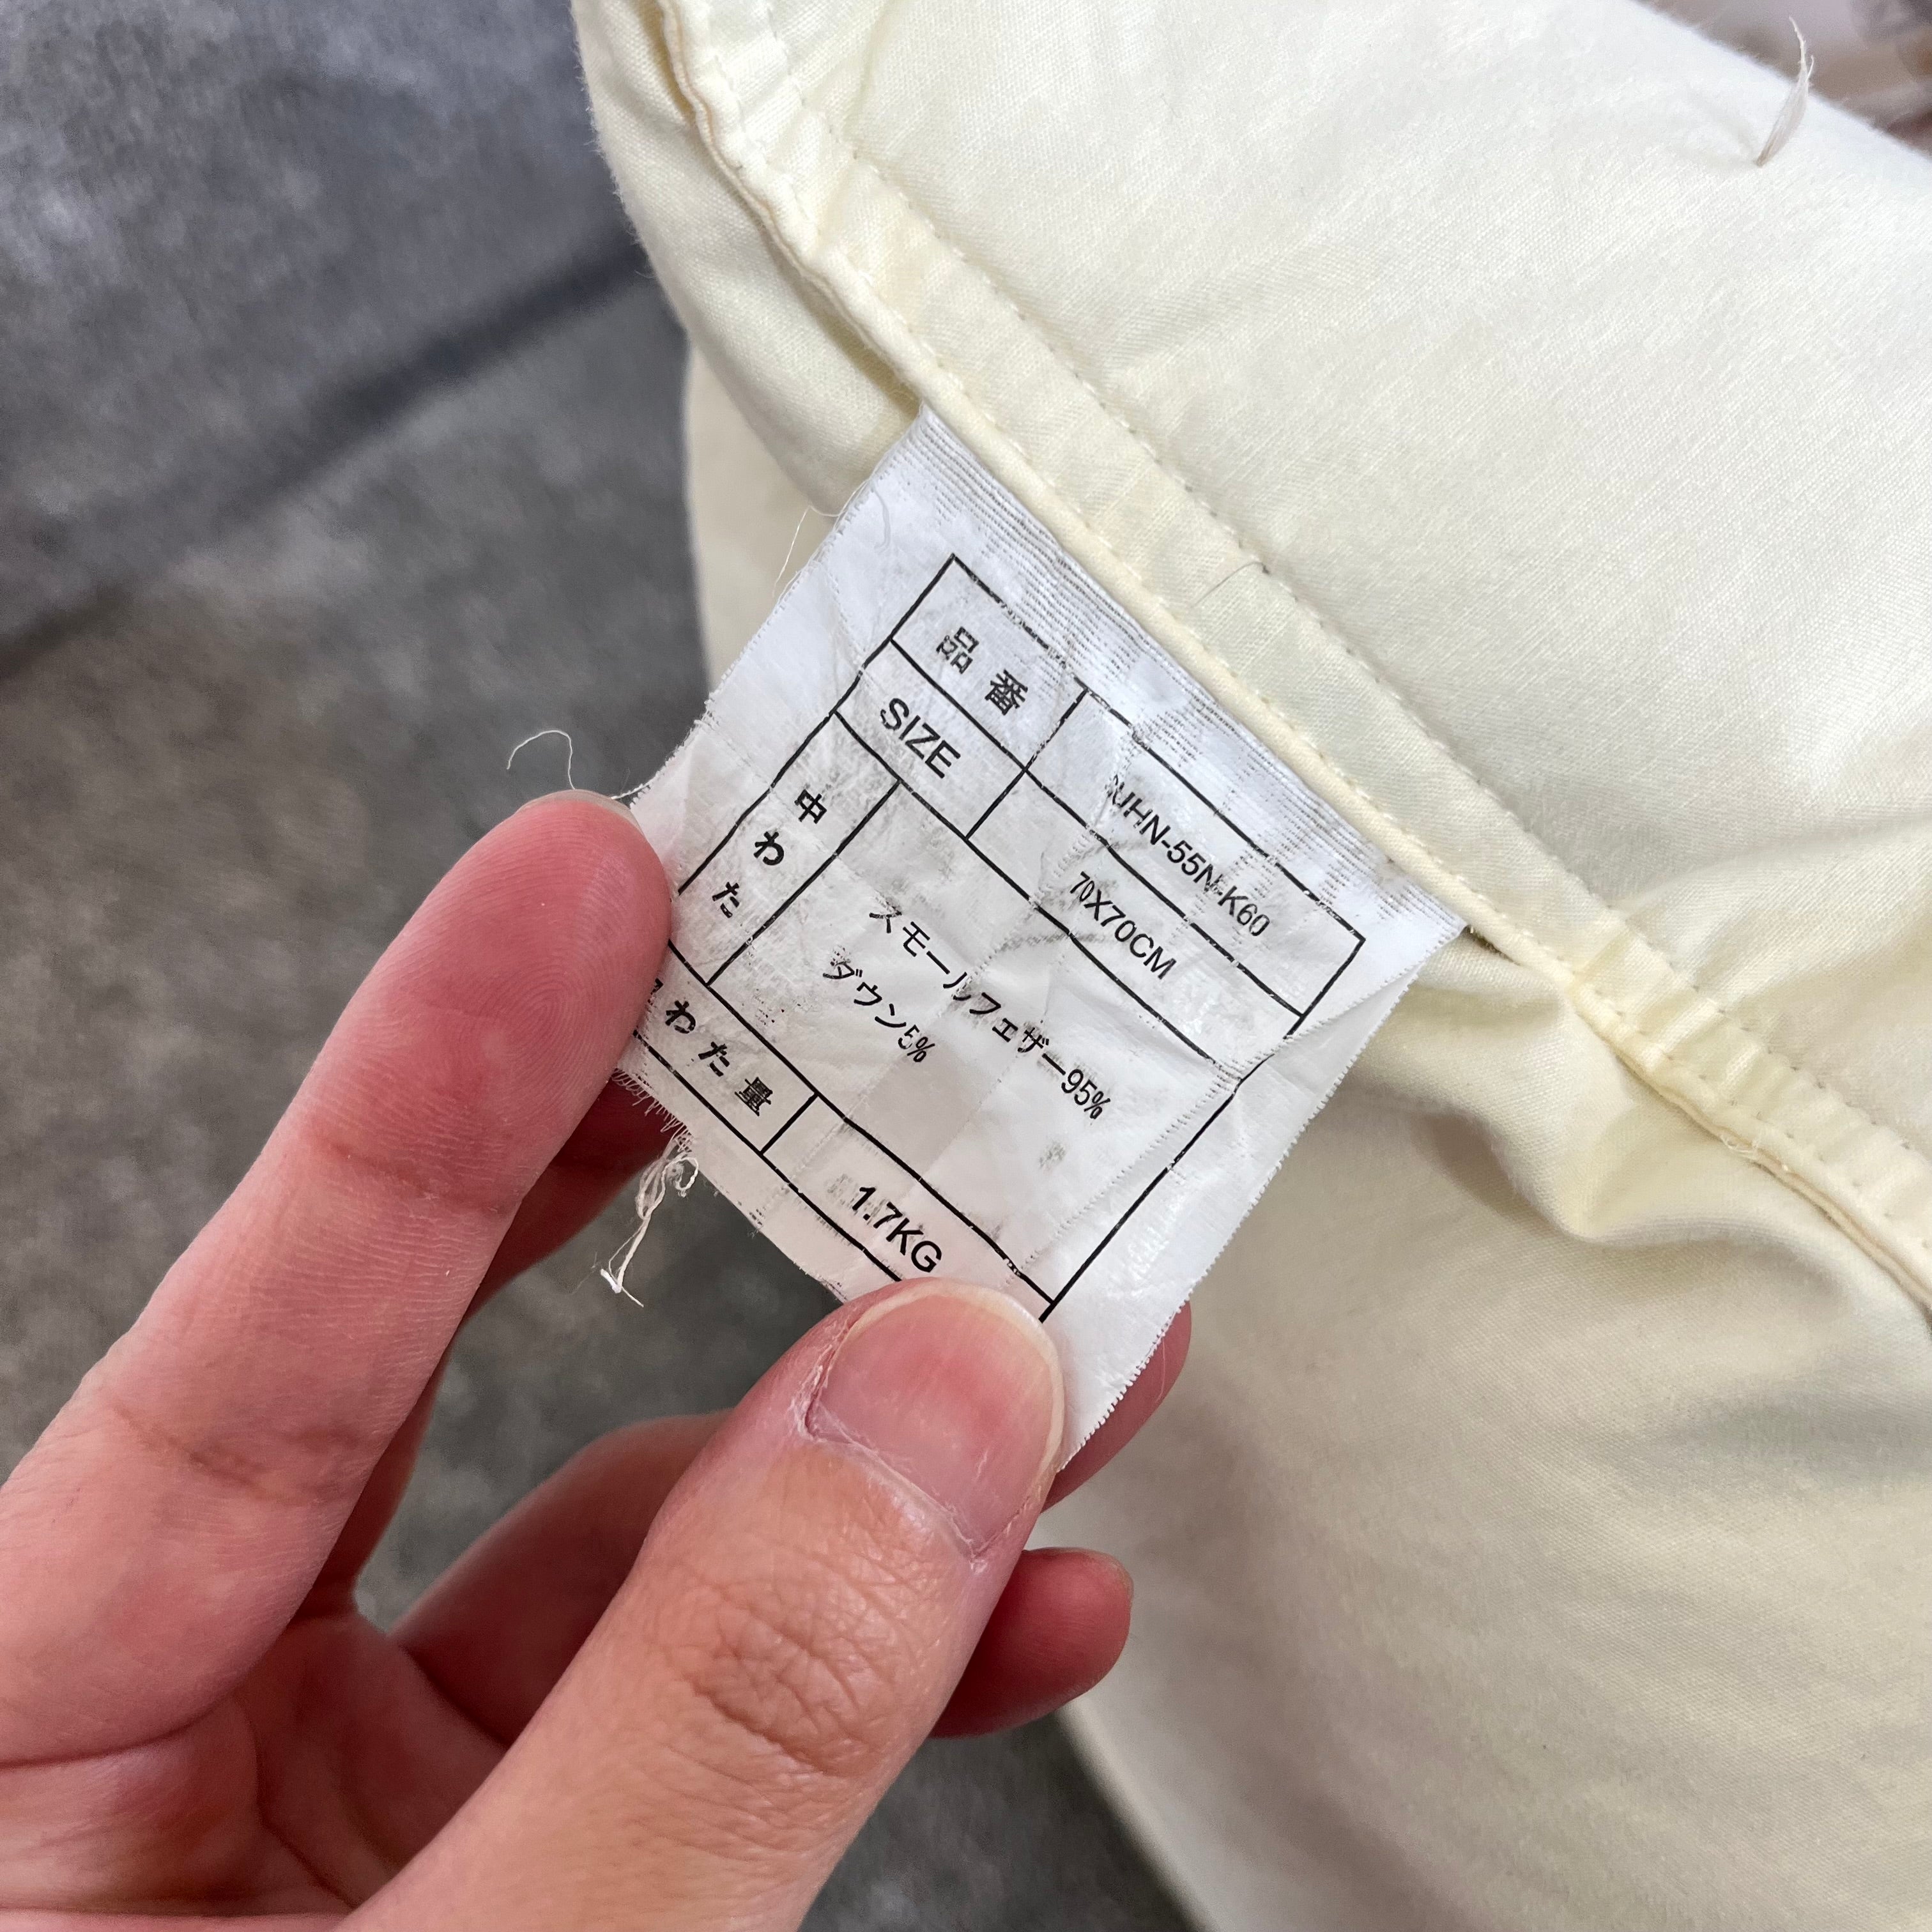 品番
UHN-55N-K60
SIZE
70X70CM
中わた
スモールフェザー95%
ダウン5%
わた量
1.7KG